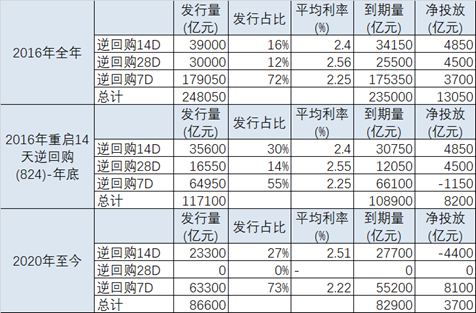 发行量(亿元) 发行占比 平均利率(%) 到期量(亿元) 净投放(亿元)
2016年全年
逆回购14D 39000 16% 2.4 34150 4850
逆回购28D 30000 12% 2.56 25500 4500
逆回购7D 179050 72% 2.25 175350 3700
总计 248050 235000 13050
2016年重启14天逆回购(824)-年底
发行量(亿元) 发行占比 平均利率(%) 到期量(亿元) 净投放(亿元)
逆回购14D 35600 30% 2.4 30750 4850
逆回购28D 16550 14% 2.55 12050 4500
逆回购7D 64950 55% 2.25 66100 -1150
总计 117100 108900 8200
2020年至今
发行量(亿元) 发行占比 平均利率(%) 到期量(亿元) 净投放(亿元)
逆回购14D 23300 27% 2.51 27700 -4400
逆回购28D 0 0% - 0 0
逆回购7D 63300 73% 2.22 55200 8100
总计 86600 82900 3700